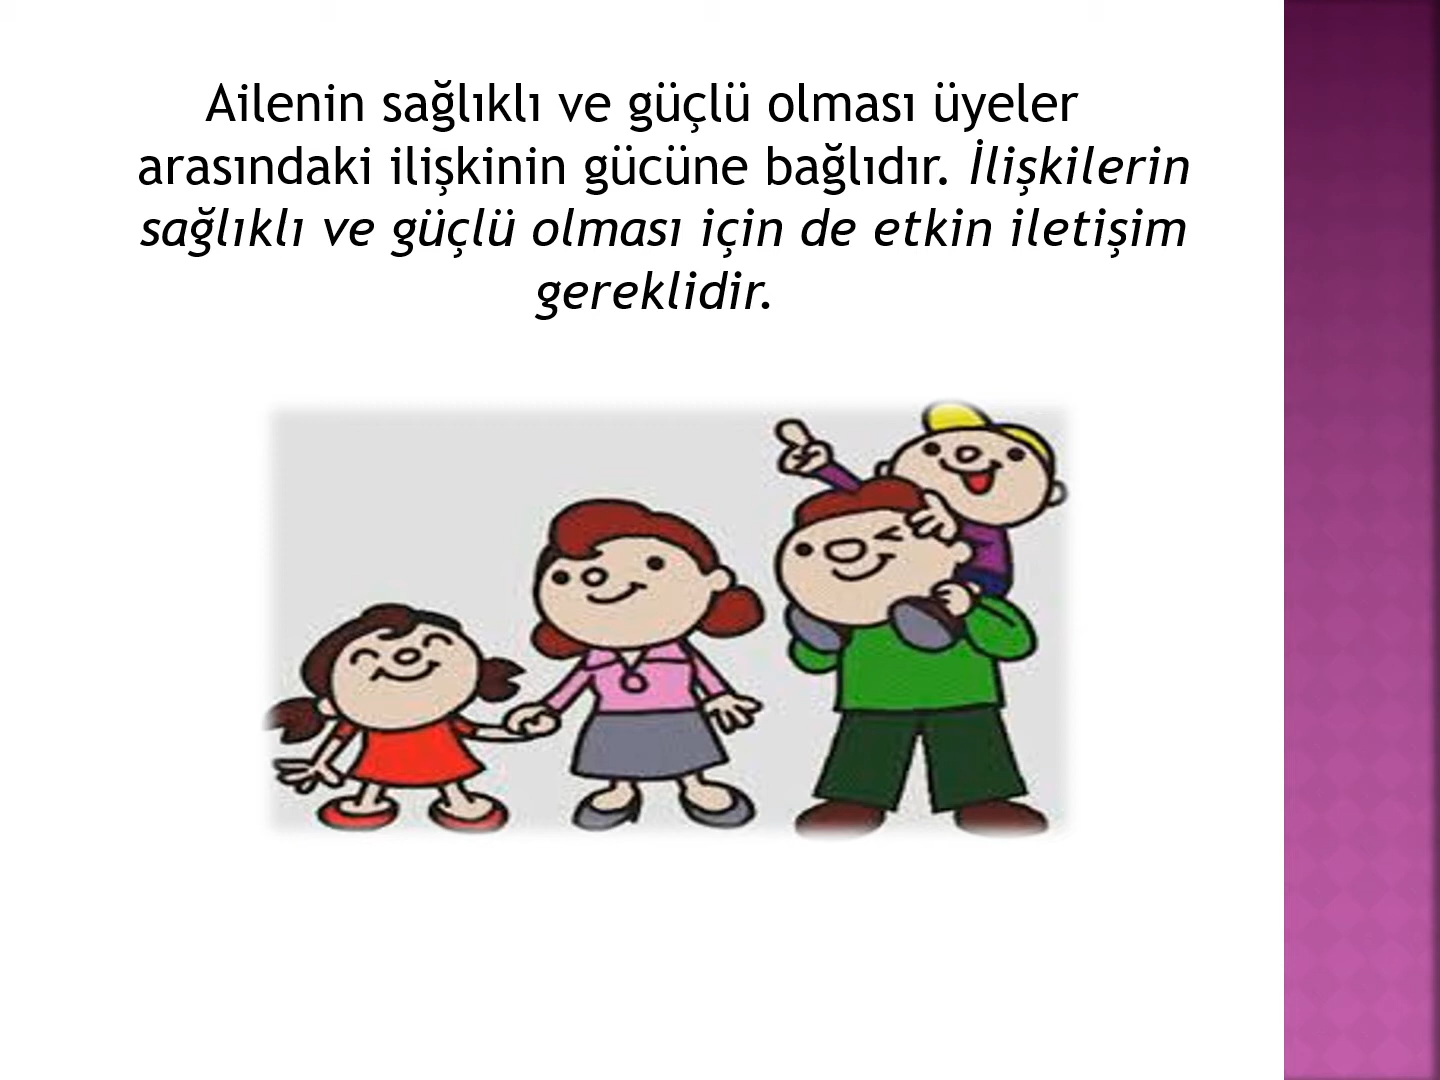 Ailenin sağlıklı ve güçlü olması üyeler
arasındaki ilişkinin gücüne bağlıdır. İlişkilerin
sağlıklı ve güçlü olması için de etkin iletişim
gereklidir.